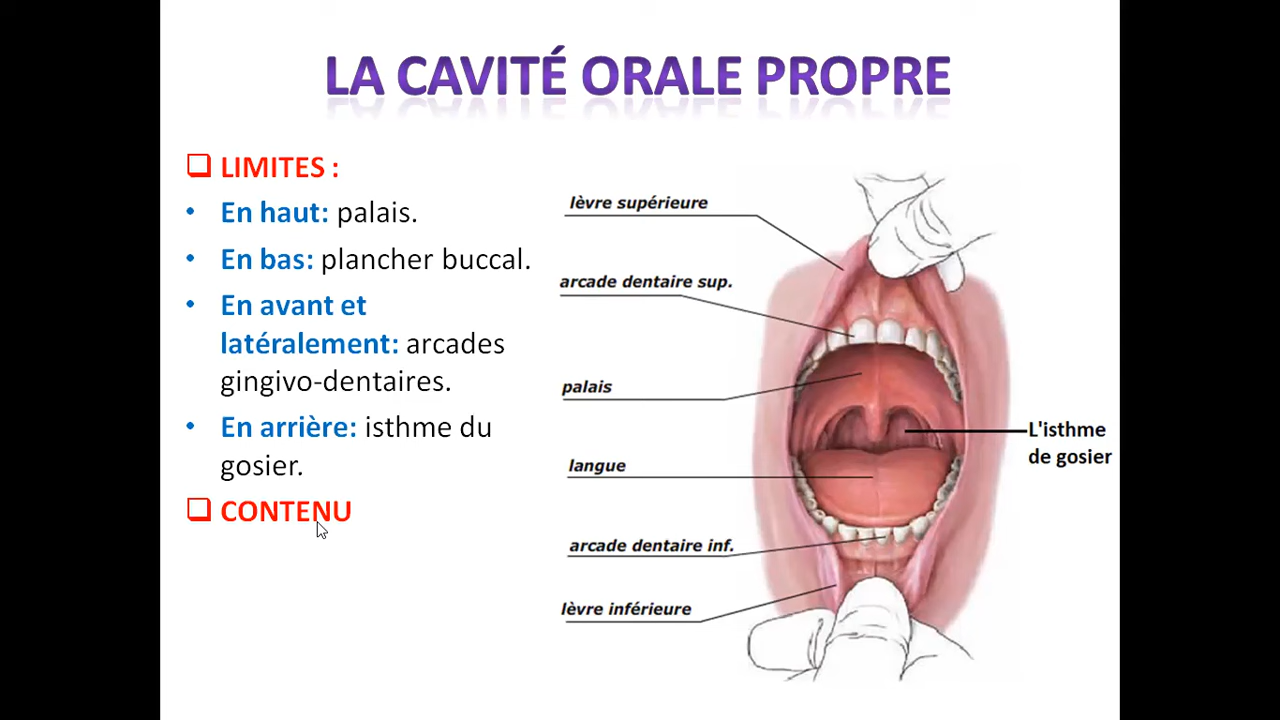 LA CAVITÉ ORALE PROPRE
LIMITES :
• En haut: palais.
• En bas: plancher buccal.
• En avant et
latéralement: arcades
gingivo-dentaires.
• En arrière: isthme du
gosier.
CONTENU
lèvre supérieure
arcade dentaire sup.
palais
L'isthme
de gosier
langue
arcade dentaire inf.
lèvre inférieure